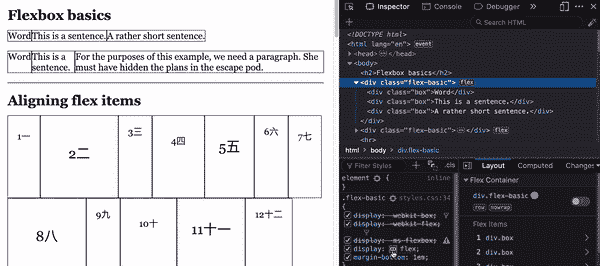 Flexbox basics
WordThis is a sentence.A rather short sentence.
Word This is a sentence. For the purposes of this example, we need a paragraph. She must have hidden the plans in the escape pod.
Aligning flex items
1一
2二
3三
4四
5五
6六
7七
8八
9九
10十
11十一
12十二
Inspector Console Debugger
Search HTML
<!DOCTYPE html>
<html lang="en"> event
<head> </head>
<body>
<h2>Flexbox basics</h2>
<div class="flex-basic"> flex
<div class="box">Word</div>
<div class="box">This is a sentence.</div>
<div class="box">A rather short sentence.</div>
</div>
<div class="flex-basic"> </div> flex
<hr>
html > body > div.flex-basic
Filter Styles .cls
element { inline
}
.flex-basic styles.css:34
{
display: -webkit-box;
display: -webkit-flex;
display: -ms-flexbox;
display: flex;
margin-bottom: 1em;
Layout Computed
Flex Container
div.flex-basic
row nowrap
Flex Items
1 div.box
2 div.box
3 div.box